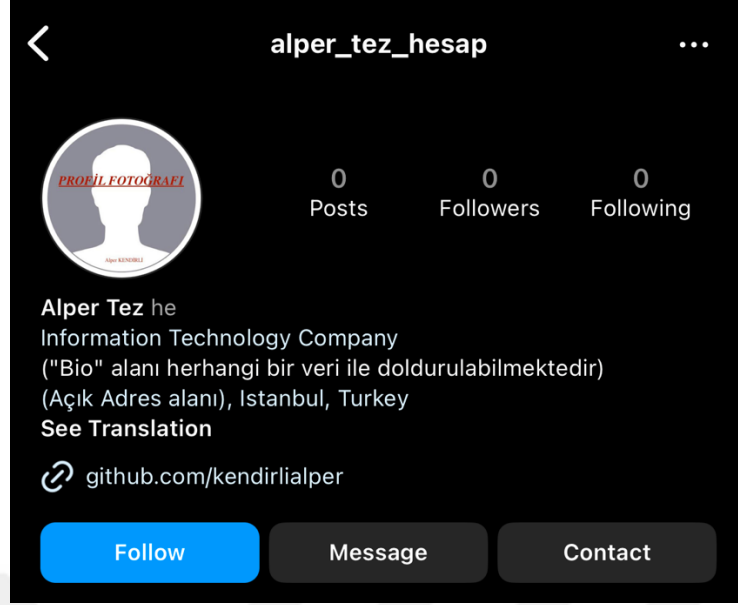 alper_tez_hesap
PROFİL FOTOĞRAFI
Alper KENDİRLİ
0 0 0
Posts Followers Following
Alper Tez he
Information Technology Company
("Bio" alanı herhangi bir veri ile doldurulabilmektedir)
(Açık Adres alanı), Istanbul, Turkey
See Translation
github.com/kendirlialper
Follow Message Contact